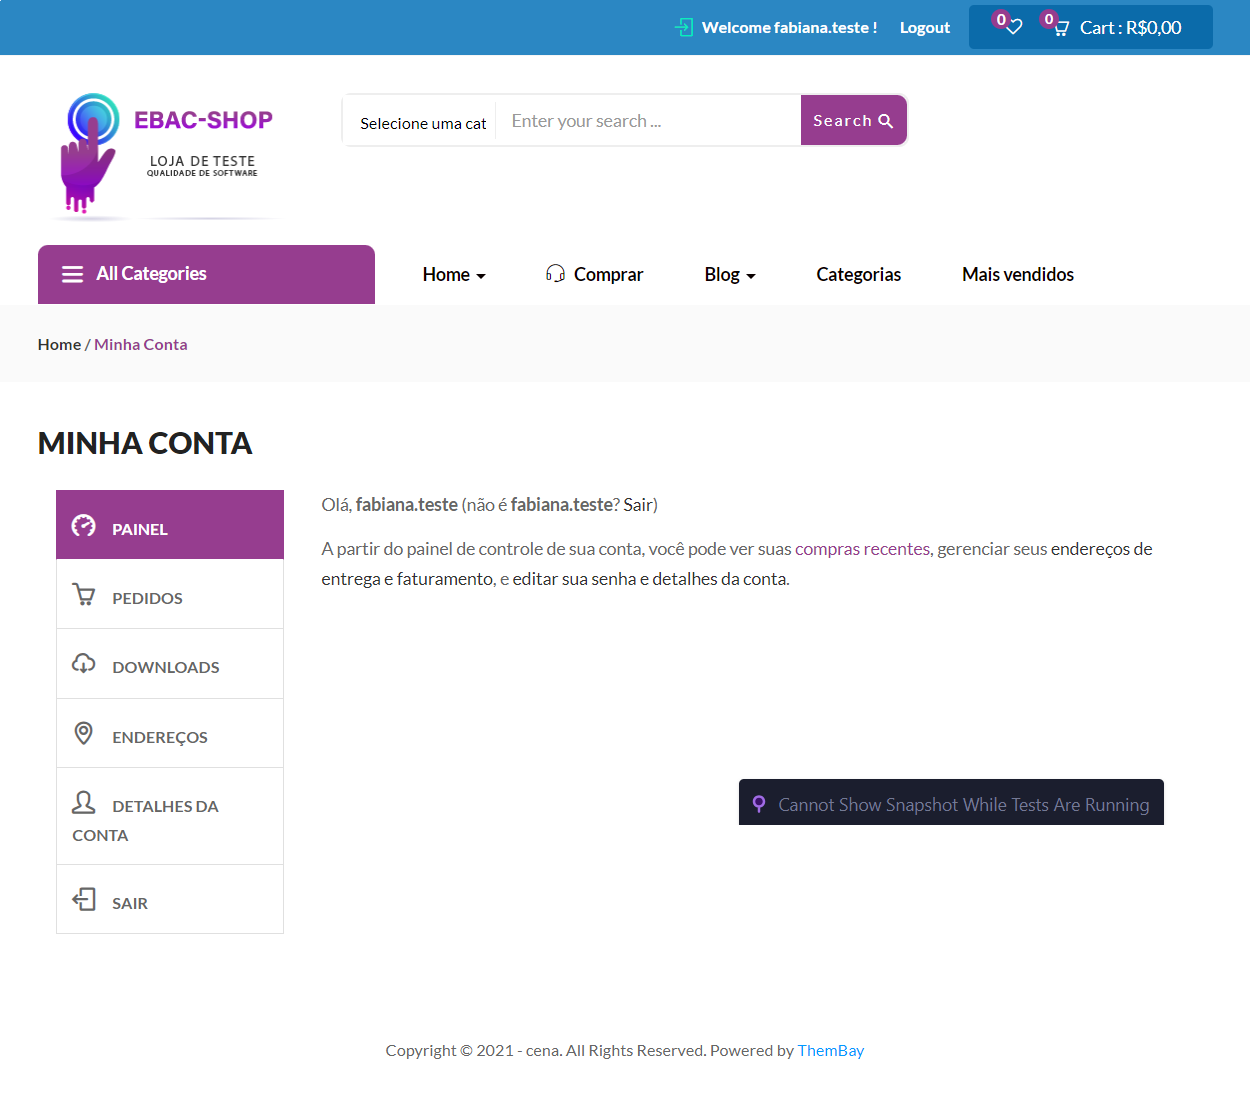 Welcome fabiana.teste ! Logout 0 0 Cart : R$0,00
EBAC-SHOP
LOJA DE TESTE
QUALIDADE DE SOFTWARE
Selecione uma cat Enter your search ... Search
All Categories Home Comprar Blog Categorias Mais vendidos
Home / Minha Conta
MINHA CONTA
PAINEL
PEDIDOS
DOWNLOADS
ENDEREÇOS
DETALHES DA
CONTA
SAIR
Olá, fabiana.teste (não é fabiana.teste? Sair)
A partir do painel de controle de sua conta, você pode ver suas compras recentes, gerenciar seus endereços de
entrega e faturamento, e editar sua senha e detalhes da conta.
Cannot Show Snapshot While Tests Are Running
Copyright © 2021 - cena. All Rights Reserved. Powered by ThemBay